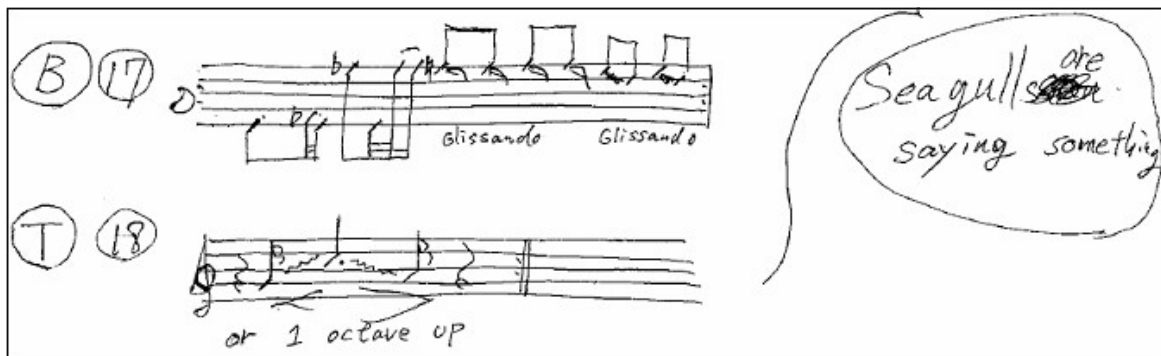 B 17
Glissando Glissando
T 18
or 1 octave up
Seagulls are
saying something